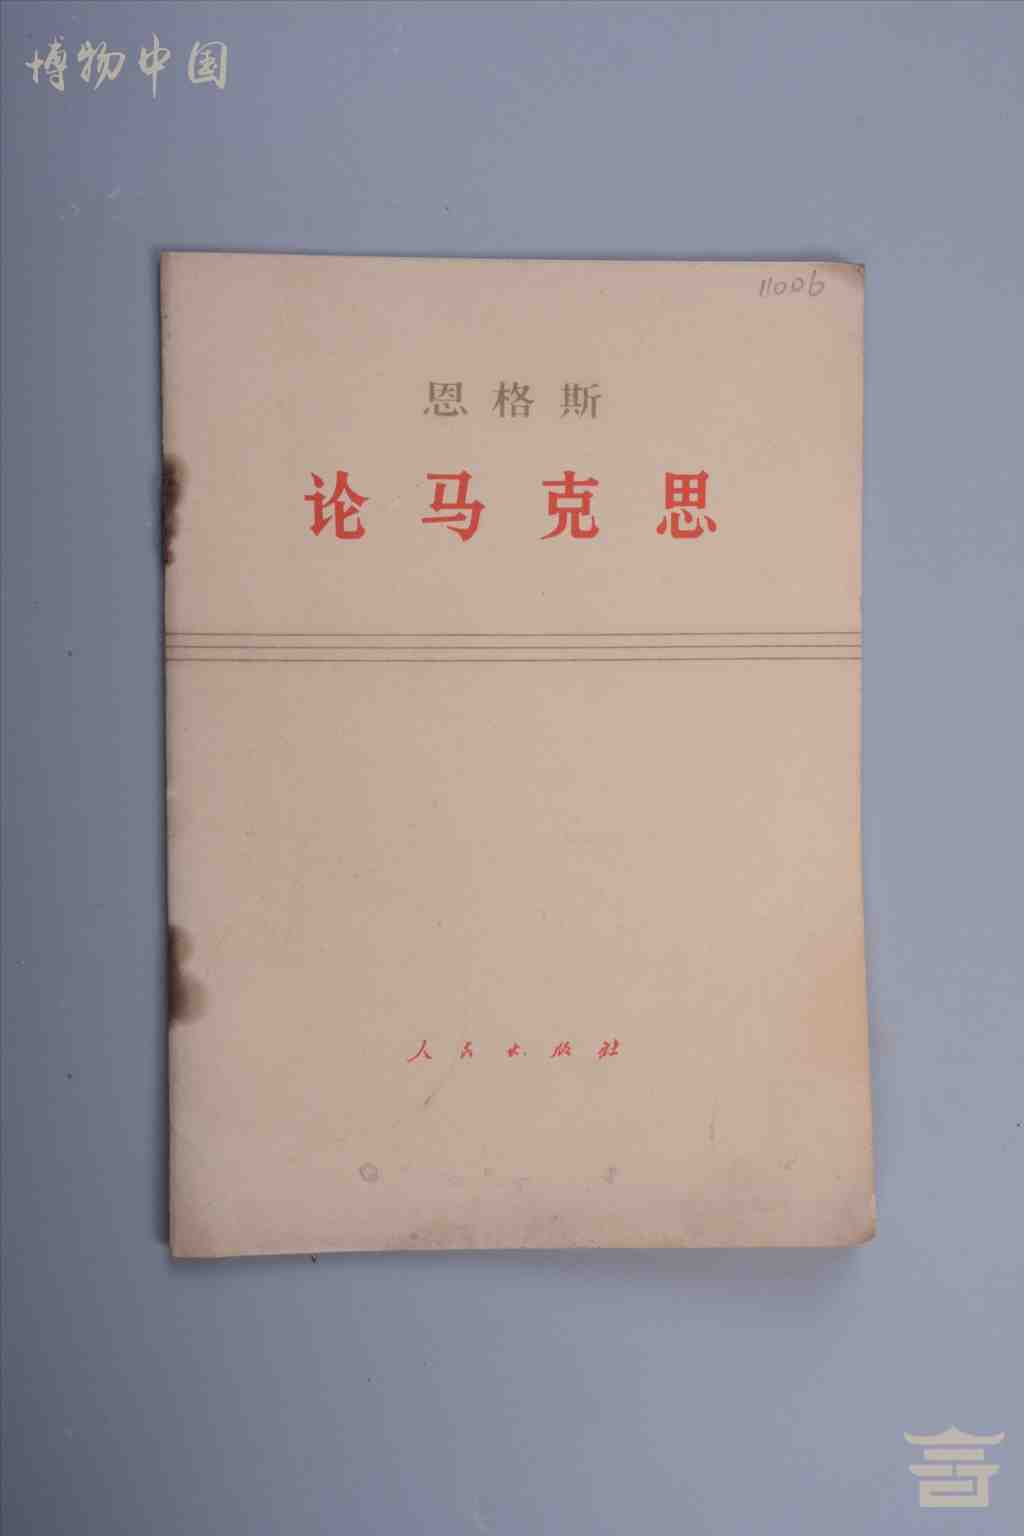 博物中国
11006
恩格斯
论马克思
人民出版社